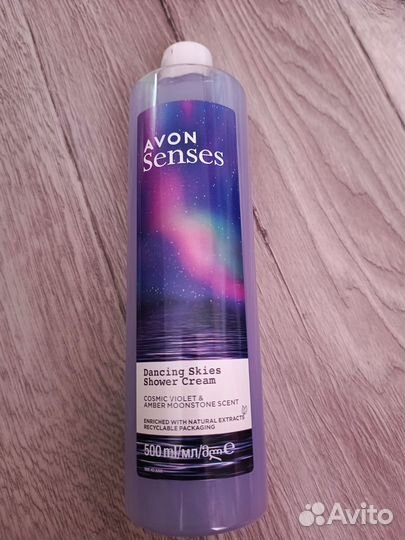 AVON
Senses
Dancing Skies
Shower Cream
COSMIC VIOLET &
AMBER MOONSTONE SCENT
ENRICHED WITH NATURAL EXTRACTS
RECYCLABLE PACKAGING
500 ml/мл/მლ℮
Avito